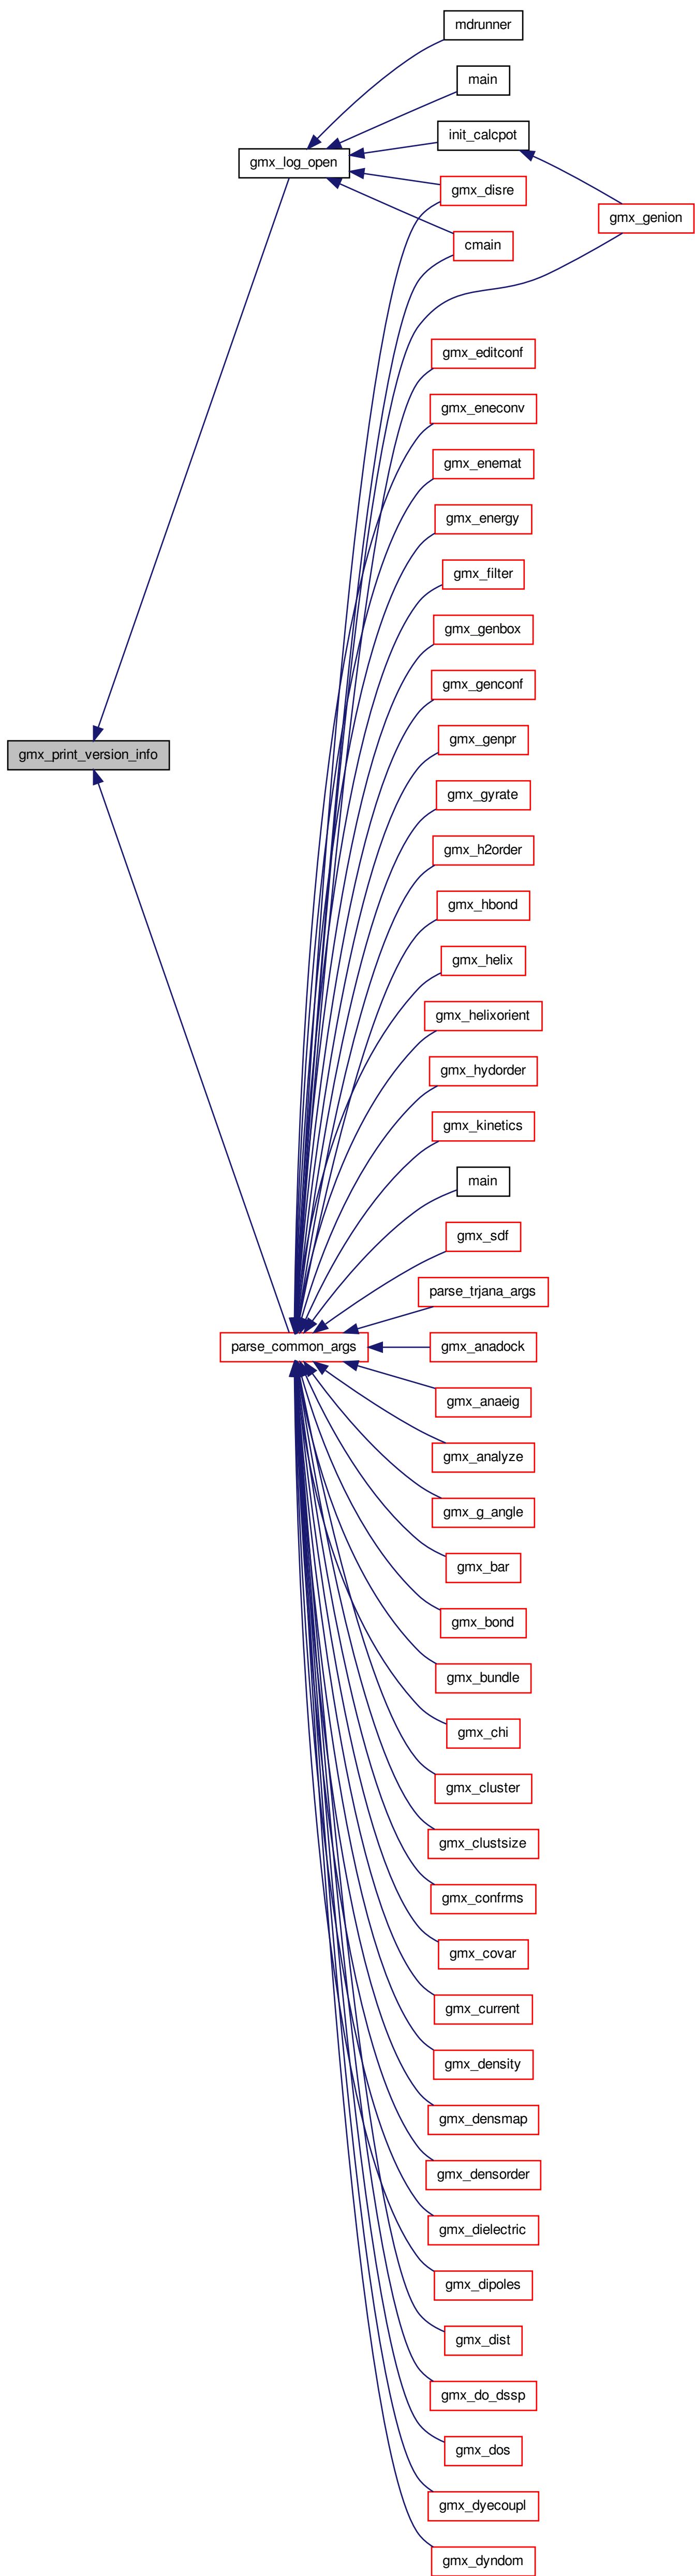 mdrunner
main
init_calcpot
gmx_log_open
gmx_disre
gmx_genion
cmain
gmx_editconf
gmx_eneconv
gmx_enemat
gmx_energy
gmx_filter
gmx_genbox
gmx_genconf
gmx_genpr
gmx_print_version_info
gmx_gyrate
gmx_h2order
gmx_hbond
gmx_helix
gmx_helixorient
gmx_hydorder
gmx_kinetics
main
gmx_sdf
parse_trjana_args
parse_common_args
gmx_anadock
gmx_anaeig
gmx_analyze
gmx_g_angle
gmx_bar
gmx_bond
gmx_bundle
gmx_chi
gmx_cluster
gmx_clustsize
gmx_confrms
gmx_covar
gmx_current
gmx_density
gmx_densmap
gmx_densorder
gmx_dielectric
gmx_dipoles
gmx_dist
gmx_do_dssp
gmx_dos
gmx_dyecoupl
gmx_dyndom